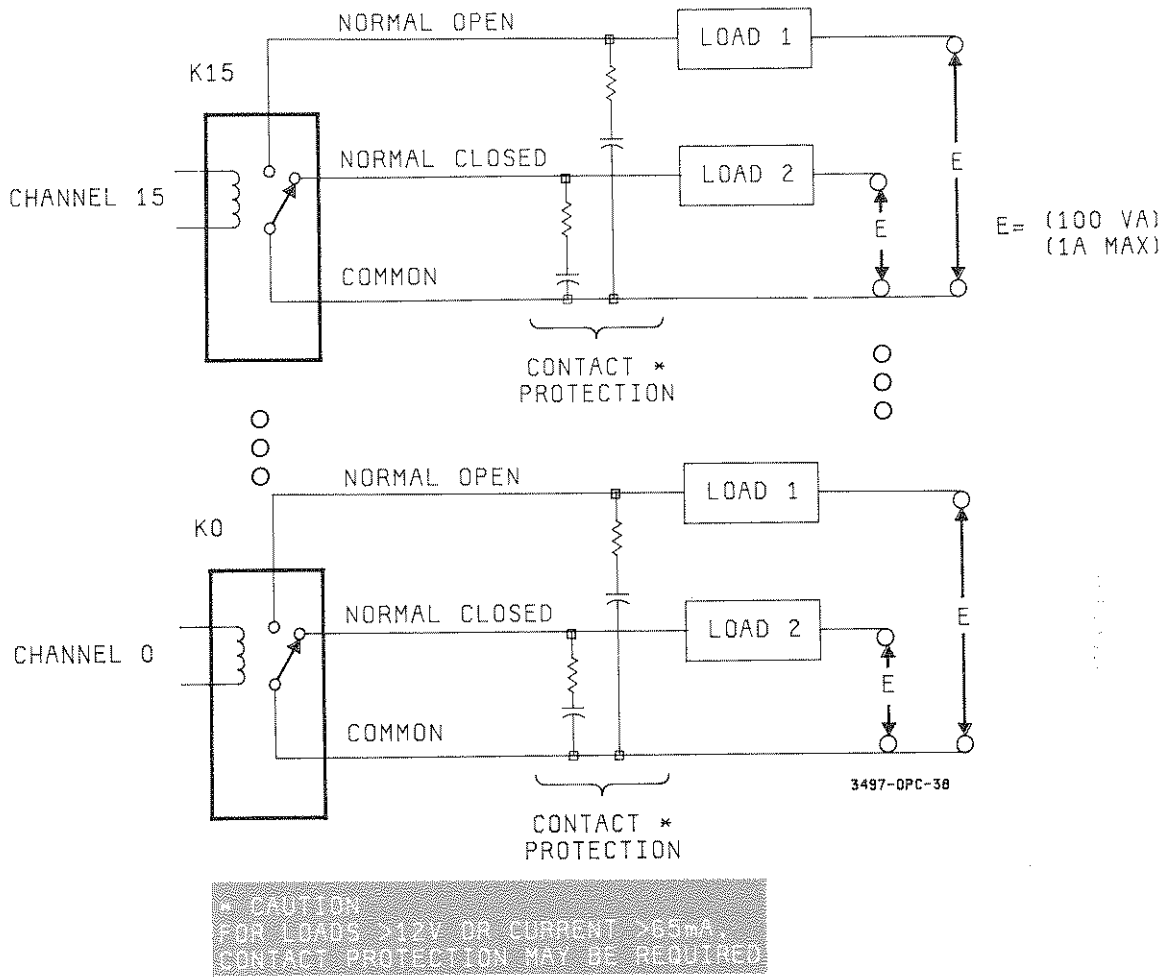 NORMAL OPEN
LOAD 1
K15
NORMAL CLOSED
LOAD 2
E
CHANNEL 15
E
E= (100 VA)
(1A MAX)
COMMON
CONTACT *
PROTECTION
NORMAL OPEN
LOAD 1
K0
NORMAL CLOSED
LOAD 2
E
CHANNEL 0
E
COMMON
3497-OPC-38
CONTACT *
PROTECTION
* CAUTION
FOR LOADS >12V OR CURRENT >65mA,
CONTACT PROTECTION MAY BE REQUIRED